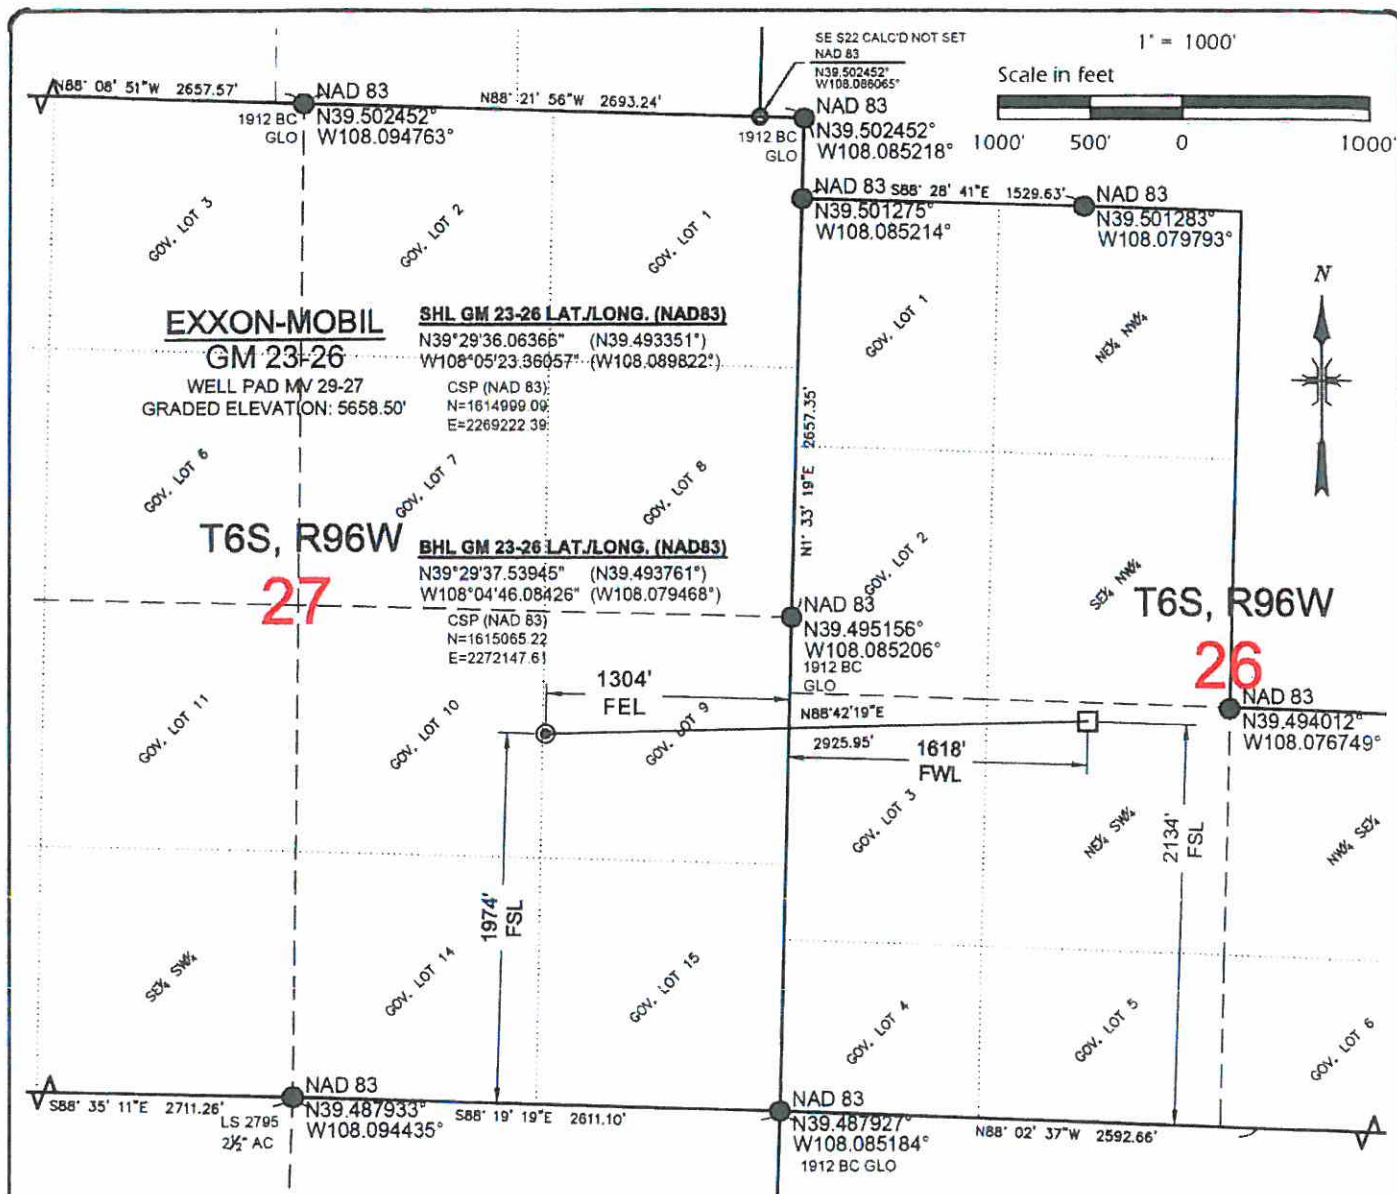 SE S22 CALC'D NOT SET
NAD 83
N39.502452°
W108.086065°
1" = 1000'
Scale in feet
1000' 500' 0 1000'
N88° 08' 51"W 2657.57'
NAD 83
N39.502452°
W108.094763°
1912 BC
GLO
N88° 21' 56"W 2693.24'
NAD 83
N39.502452°
W108.085218°
1912 BC
GLO
NAD 83
N39.501275°
W108.085214°
S88° 28' 41"E 1529.63'
NAD 83
N39.501283°
W108.079793°
GOV. LOT 3
GOV. LOT 2
GOV. LOT 1
GOV. LOT 1
NE¼ NW¼
N
EXXON-MOBIL
GM 23-26
WELL PAD MV 29-27
GRADED ELEVATION: 5658.50'
SHL GM 23-26 LAT./LONG. (NAD83)
N39°29'36.06366" (N39.493351°)
W108°05'23.36057" (W108.089822°)
CSP (NAD 83)
N=1614999.09
E=2269222.39
N1° 33' 19"E 2657.35'
GOV. LOT 6
GOV. LOT 7
GOV. LOT 8
GOV. LOT 2
SE¼ NW¼
T6S, R96W
27
BHL GM 23-26 LAT./LONG. (NAD83)
N39°29'37.53945" (N39.493761°)
W108°04'46.08426" (W108.079468°)
CSP (NAD 83)
N=1615065.22
E=2272147.61
NAD 83
N39.495156°
W108.085206°
1912 BC
GLO
T6S, R96W
26
NAD 83
N39.494012°
W108.076749°
1304'
FEL
N88°42'19"E
2925.95'
1618'
FWL
GOV. LOT 11
GOV. LOT 10
GOV. LOT 9
GOV. LOT 3
NE¼ SW¼
NW¼ SE¼
2134'
FSL
1974'
FSL
SE¼ SW¼
GOV. LOT 14
GOV. LOT 15
GOV. LOT 4
GOV. LOT 5
GOV. LOT 6
S88° 35' 11"E 2711.26'
LS 2795
2½" AC
NAD 83
N39.487933°
W108.094435°
S88° 19' 19"E 2611.10'
NAD 83
N39.487927°
W108.085184°
1912 BC GLO
N88° 02' 37"W 2592.66'